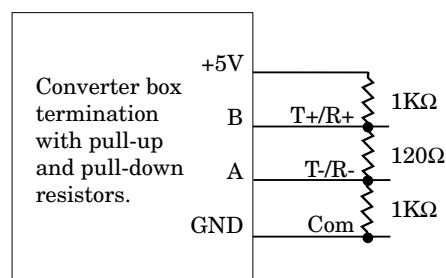 Converter box
termination
with pull-up
and pull-down
resistors.
+5V
B
A
GND
T+/R+
T-/R-
Com
1KΩ
120Ω
1KΩ